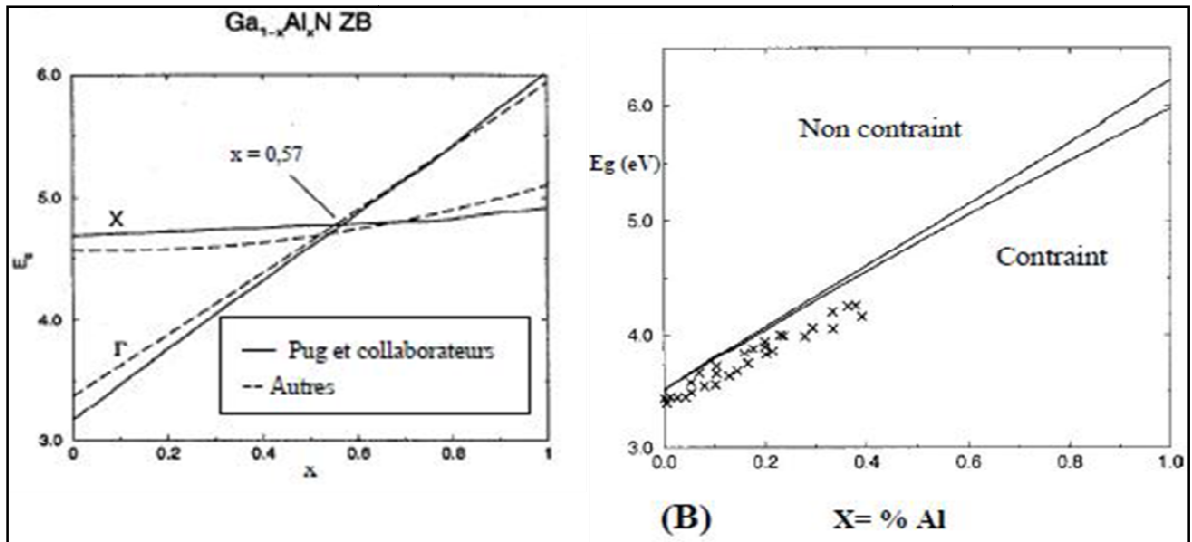 Ga₁₋ₓAlₓN ZB
6.0
5.0
4.0
3.0
E₉
x = 0,57
X
Γ
Pug et collaborateurs
Autres
0 0.2 0.4 0.6 0.8 1
X
6.0
5.0
4.0
3.0
Eg (eV)
Non contraint
Contraint
0.0 0.2 0.4 0.6 0.8 1.0
(B) X= % Al